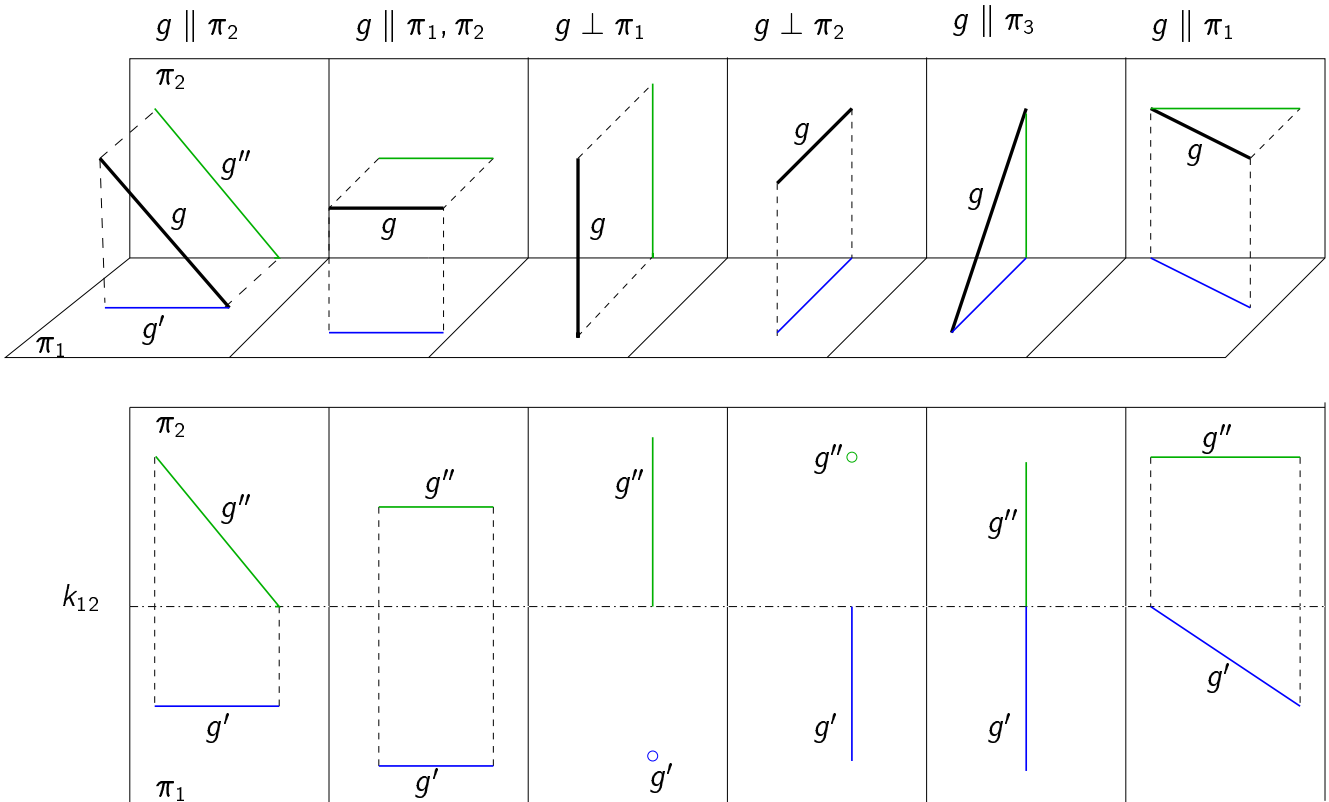 g ∥ π₂ g ∥ π₁, π₂ g ⊥ π₁ g ⊥ π₂ g ∥ π₃ g ∥ π₁
π₂
g″ g g g g g
g
g′
π₁
π₂
g″ g″ g″ g″ g″ g″
k₁₂
g′ g′ g′ g′ g′ g′
π₁